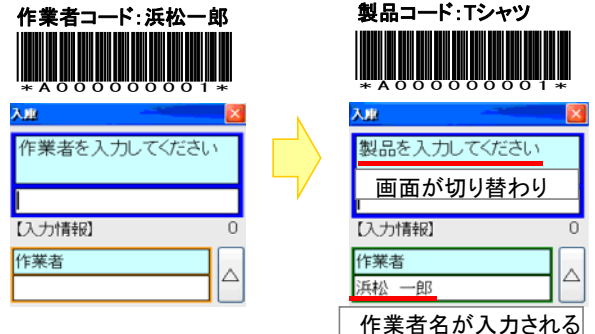 作業者コード：浜松一郎
*A000000001*
入庫
作業者を入力してください
【入力情報】 0
作業者
△
製品コード：Tシャツ
*A000000001*
入庫
製品を入力してください
画面が切り替わり
【入力情報】 0
作業者
浜松 一郎
△
作業者名が入力される